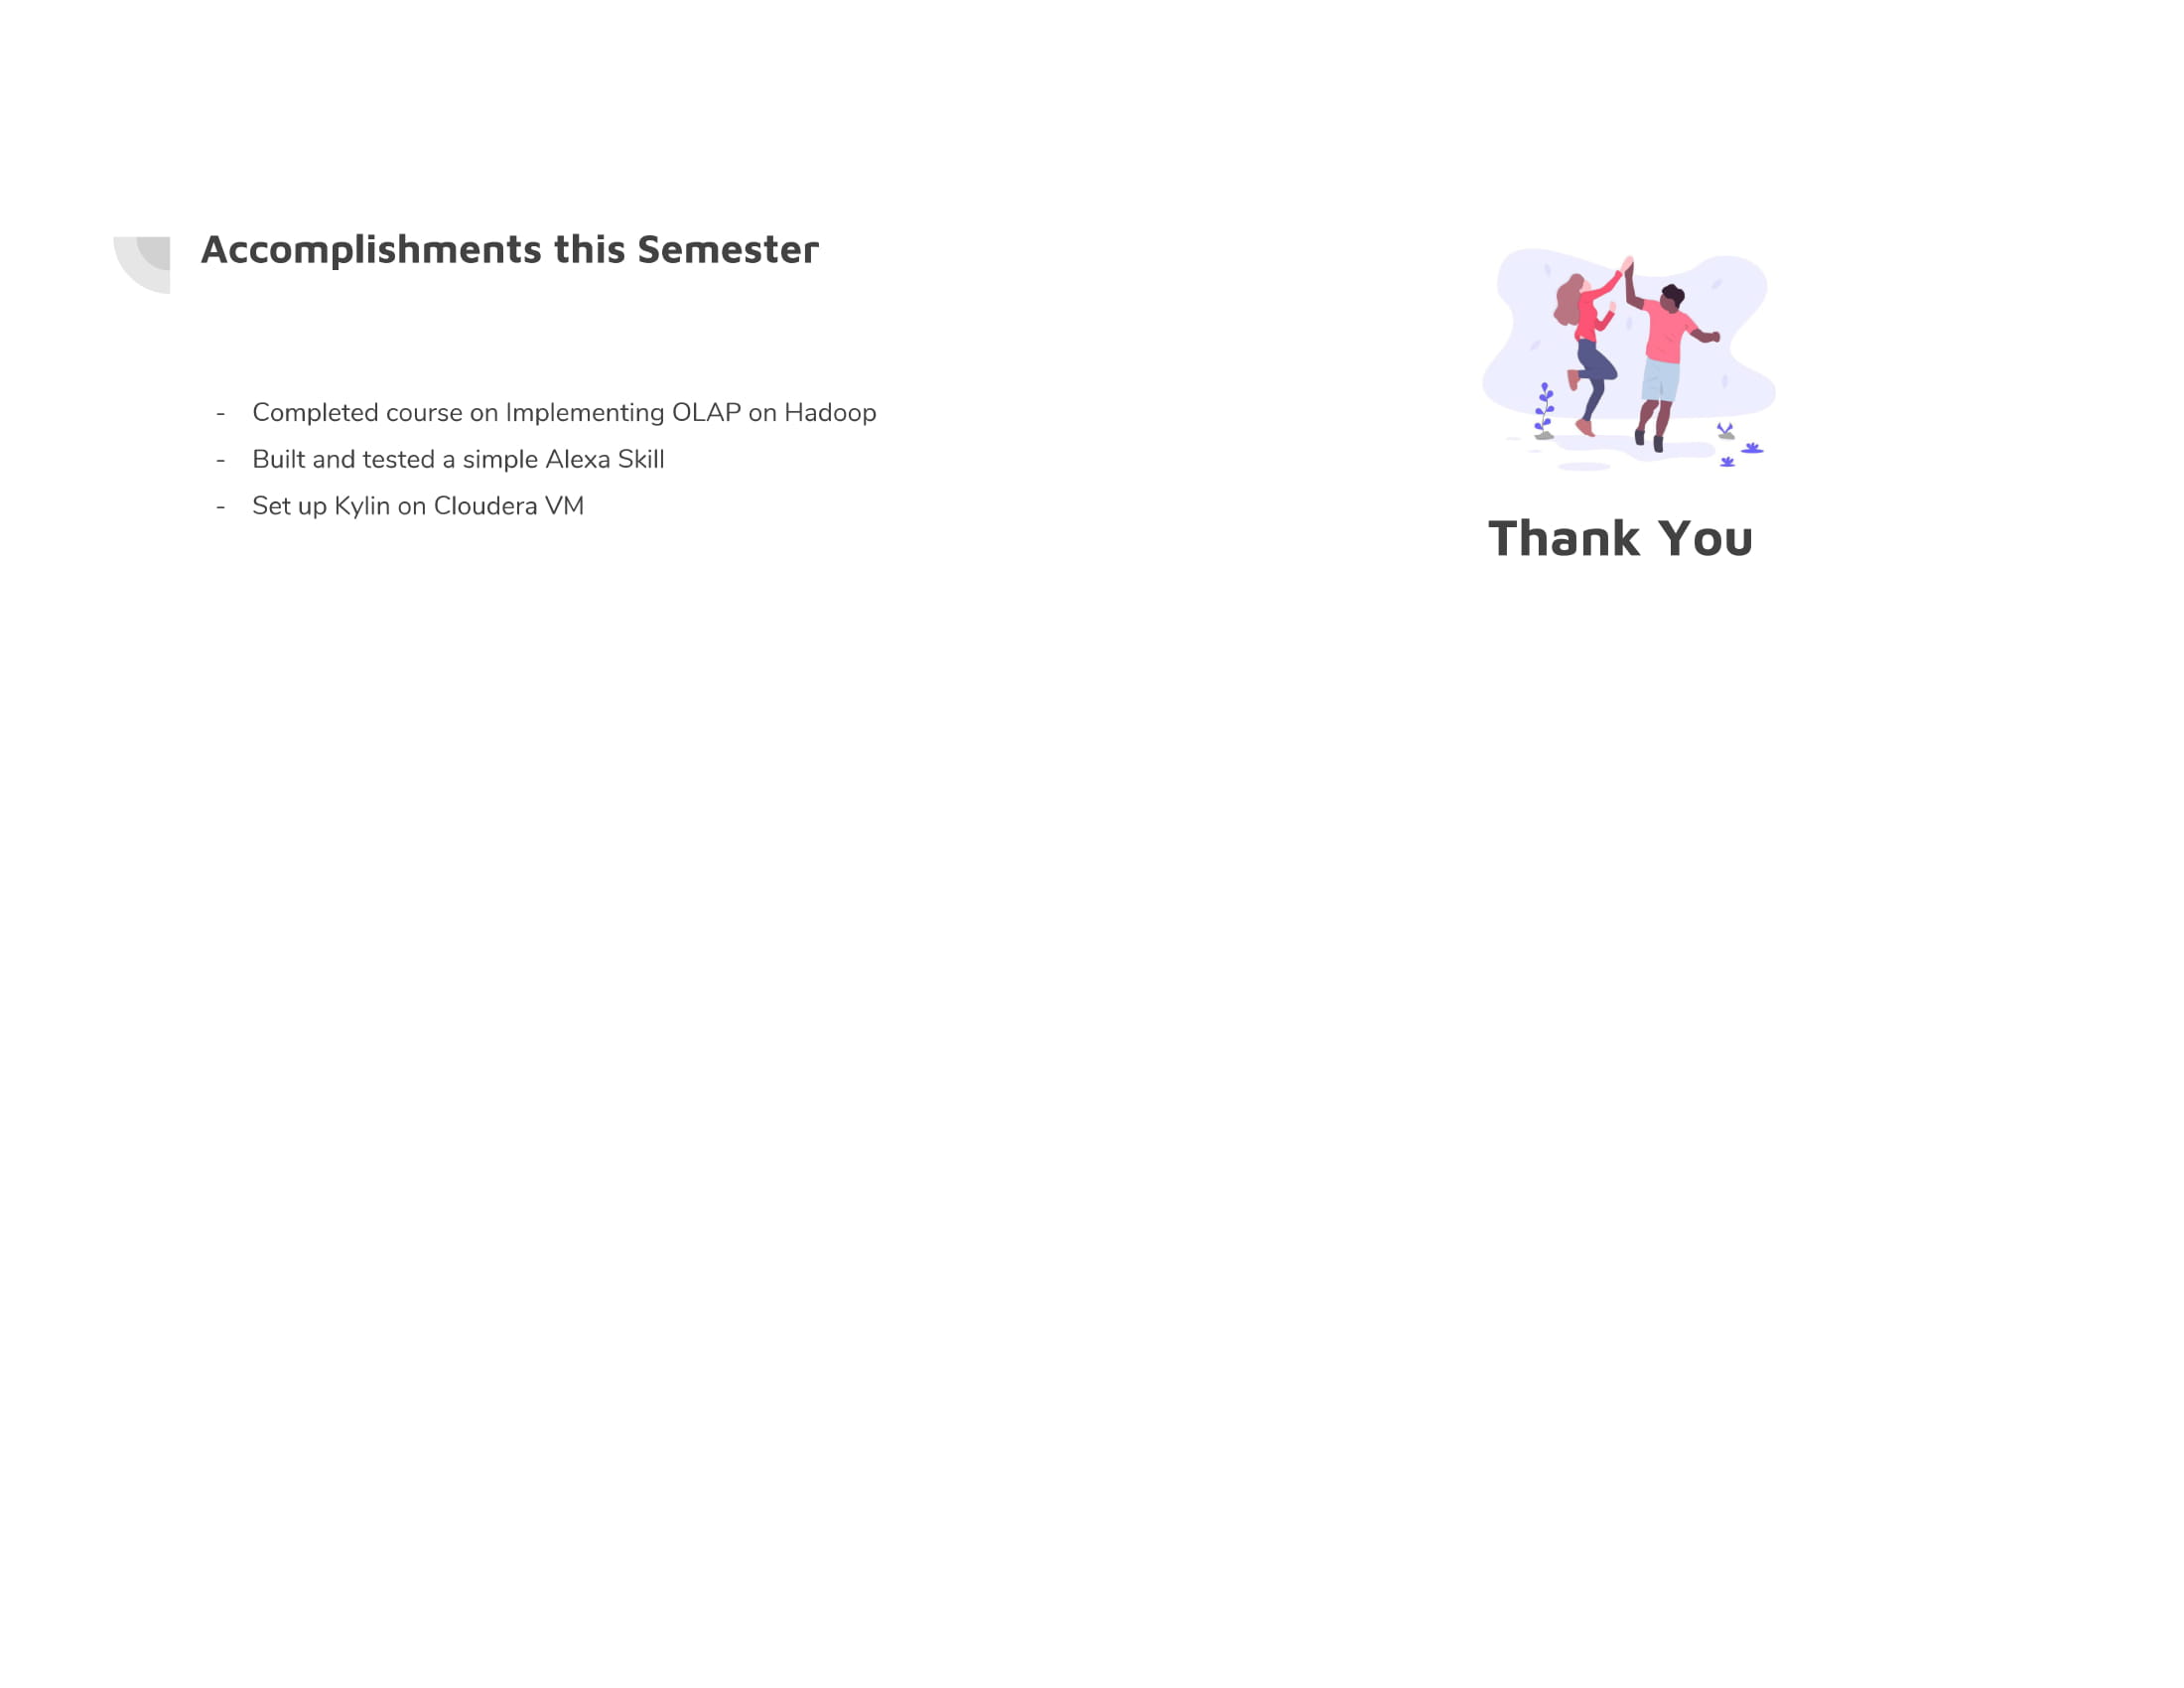 Accomplishments this Semester
- Completed course on Implementing OLAP on Hadoop
- Built and tested a simple Alexa Skill
- Set up Kylin on Cloudera VM
Thank You